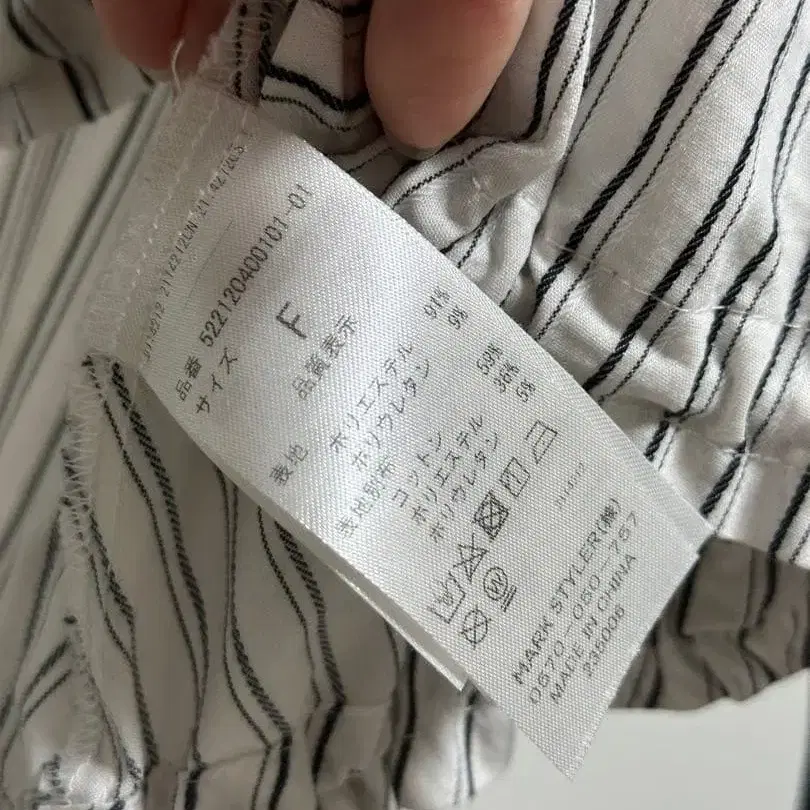 2114212 2114212CN 2114212CS
品番 522120400101-01
サイズ F
品質表示
表地 ポリエステル 91%
ポリウレタン 9%
表地別布
コットン 59%
ポリエステル 36%
ポリウレタン 5%
MARK STYLER(株)
0570-050-757
MADE IN CHINA
235006